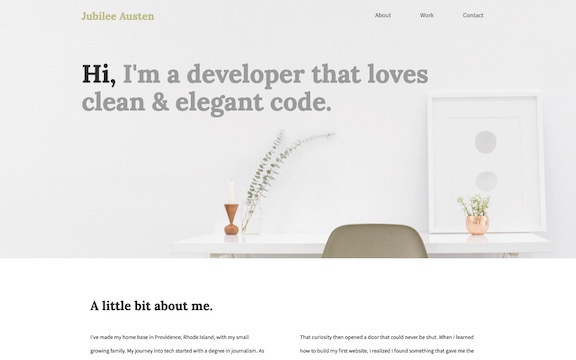 Jubilee Austen
About Work Contact
Hi, I'm a developer that loves
clean & elegant code.
A little bit about me.
I've made my home base in Providence, Rhode Island, with my small
growing family. My journey into tech started with a degree in journalism. As
That curiosity then opened a door that could never be shut. When I learned
how to build my first website, I realized I found something that gave me the